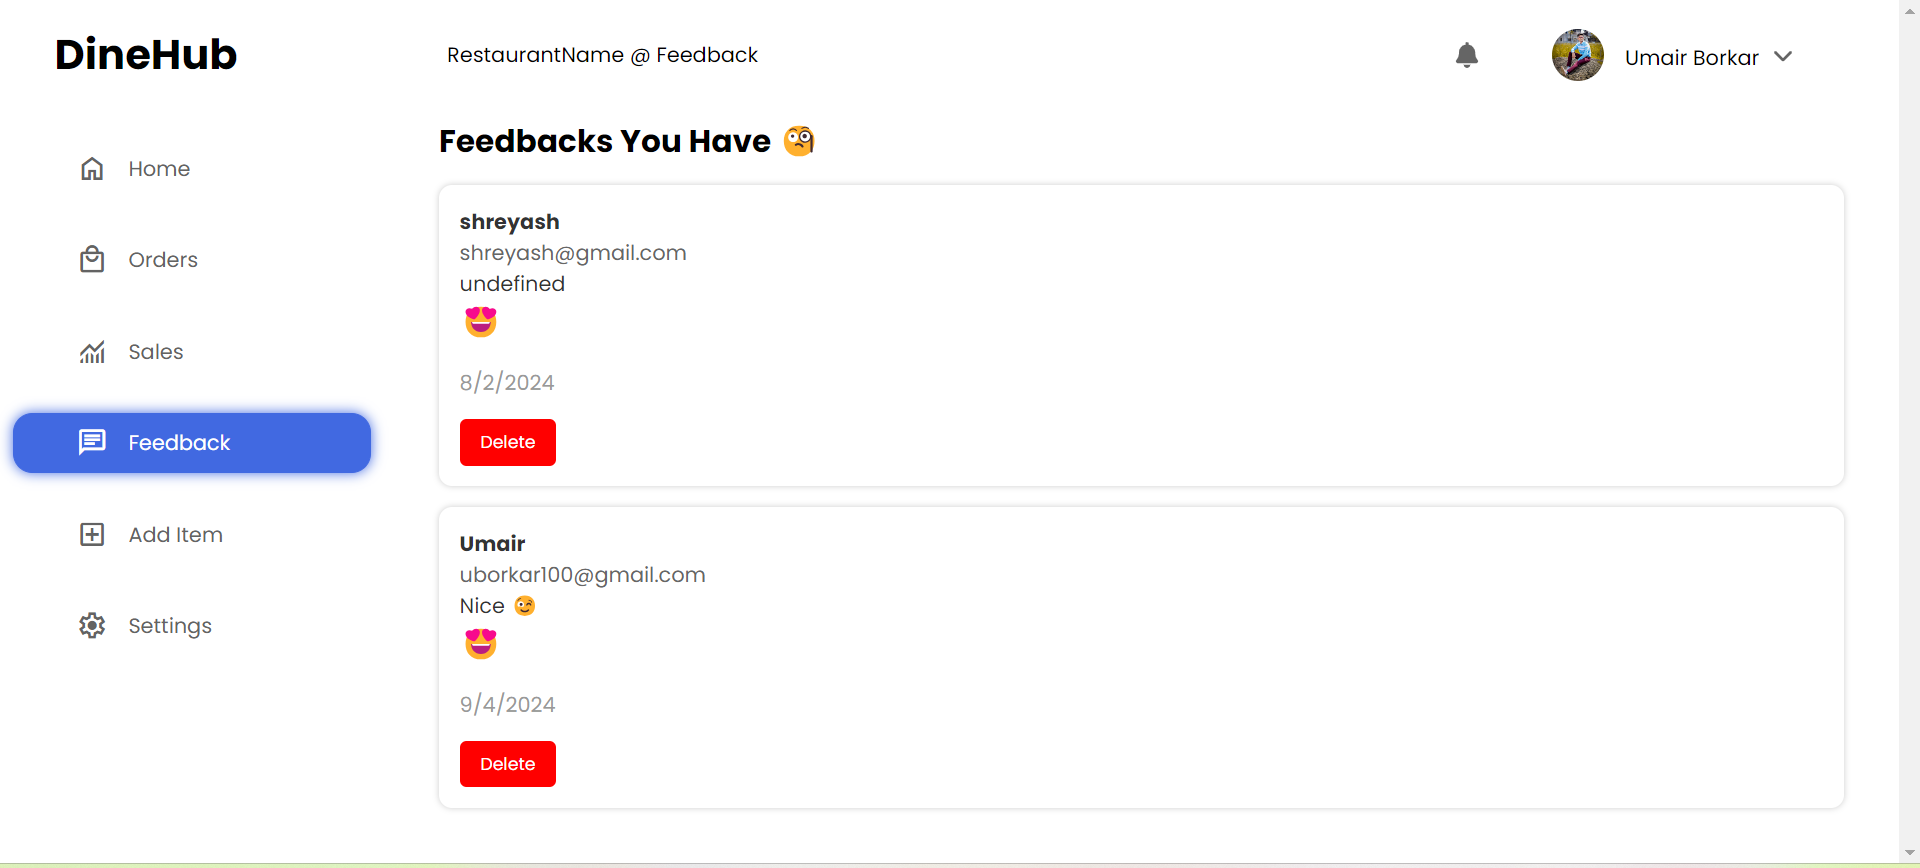 DineHub
RestaurantName @ Feedback
Umair Borkar
Home
Orders
Sales
Feedback
Add Item
Settings
Feedbacks You Have 🧐
shreyash
shreyash@gmail.com
undefined
😍
8/2/2024
Delete
Umair
uborkar100@gmail.com
Nice 😉
😍
9/4/2024
Delete